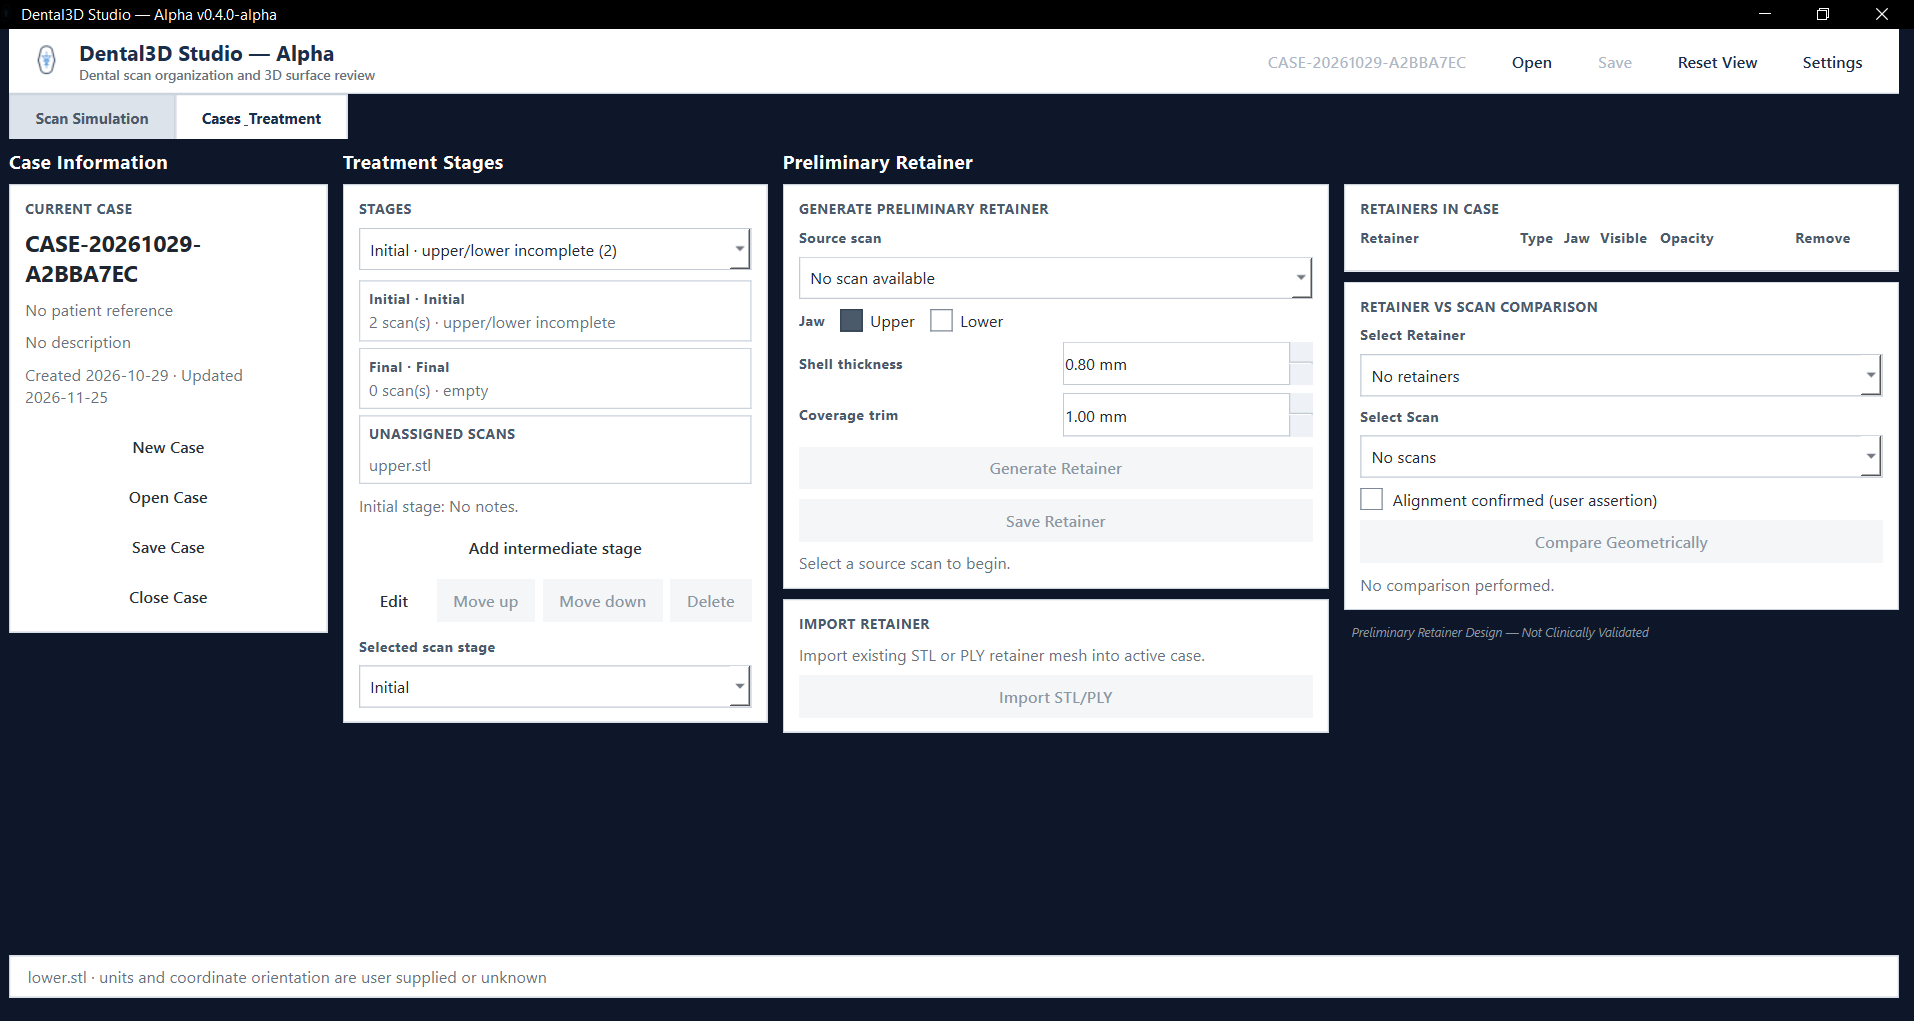 Dental3D Studio — Alpha v0.4.0-alpha
Dental3D Studio — Alpha
Dental scan organization and 3D surface review
CASE-20261029-A2BBA7EC
Open
Save
Reset View
Settings
Scan Simulation
Cases _Treatment
Case Information
CURRENT CASE
CASE-20261029-
A2BBA7EC
No patient reference
No description
Created 2026-10-29 · Updated
2026-11-25
New Case
Open Case
Save Case
Close Case
Treatment Stages
STAGES
Initial · upper/lower incomplete (2)
Initial · Initial
2 scan(s) · upper/lower incomplete
Final · Final
0 scan(s) · empty
UNASSIGNED SCANS
upper.stl
Initial stage: No notes.
Add intermediate stage
Edit
Move up
Move down
Delete
Selected scan stage
Initial
Preliminary Retainer
GENERATE PRELIMINARY RETAINER
Source scan
No scan available
Jaw
Upper
Lower
Shell thickness
0.80 mm
Coverage trim
1.00 mm
Generate Retainer
Save Retainer
Select a source scan to begin.
IMPORT RETAINER
Import existing STL or PLY retainer mesh into active case.
Import STL/PLY
RETAINERS IN CASE
Retainer Type Jaw Visible Opacity Remove
RETAINER VS SCAN COMPARISON
Select Retainer
No retainers
Select Scan
No scans
Alignment confirmed (user assertion)
Compare Geometrically
No comparison performed.
Preliminary Retainer Design — Not Clinically Validated
lower.stl · units and coordinate orientation are user supplied or unknown